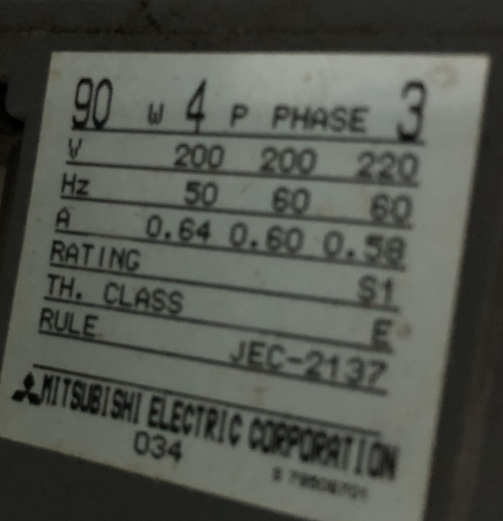 90 W 4 P PHASE 3
V 200 200 220
Hz 50 60 60
A 0.64 0.60 0.58
RATING S1
TH. CLASS E
RULE JEC-2137
MITSUBISHI ELECTRIC CORPORATION
034